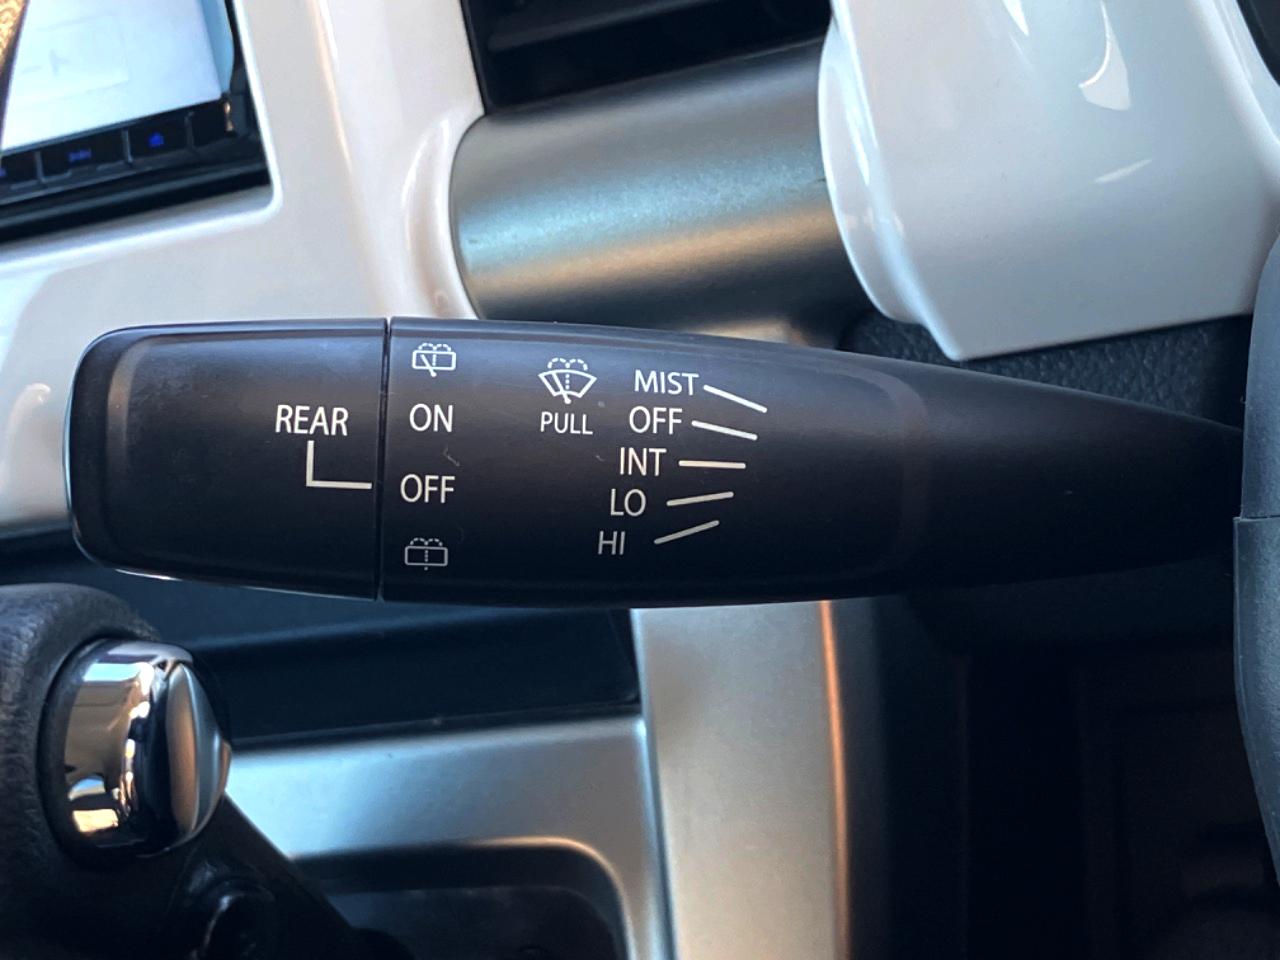 REAR
ON
OFF
PULL
MIST
OFF
INT
LO
HI